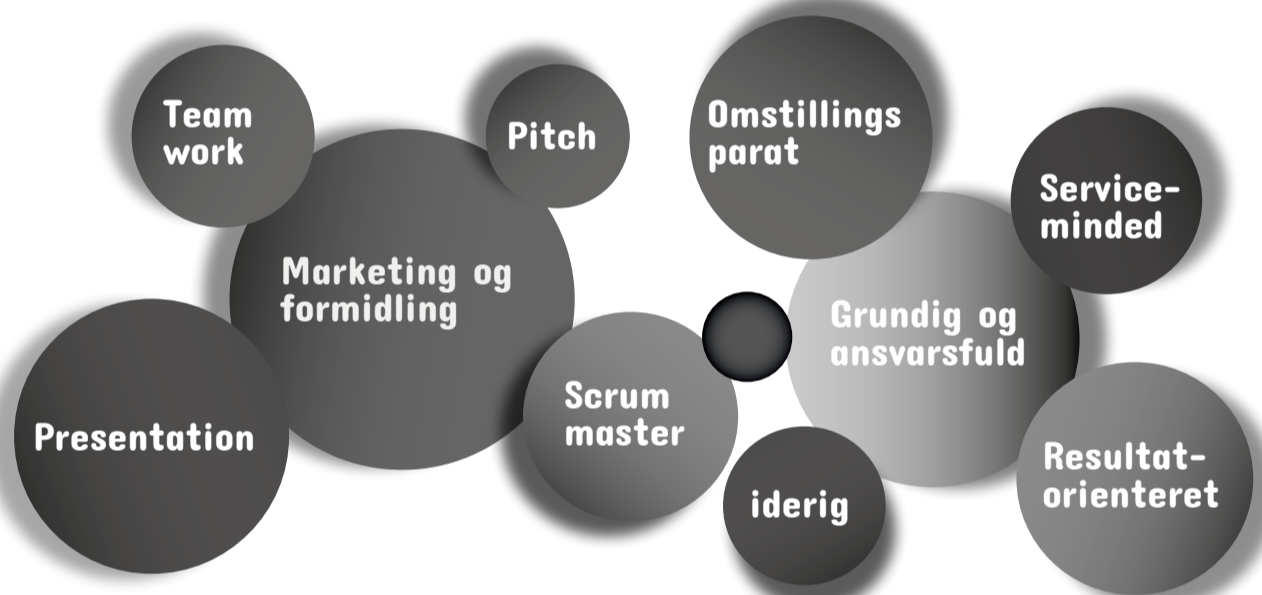 Team
work
Pitch
Omstillings
parat
Service-
minded
Marketing og
formidling
Grundig og
ansvarsfuld
Scrum
master
Presentation
Resultat-
orienteret
iderig